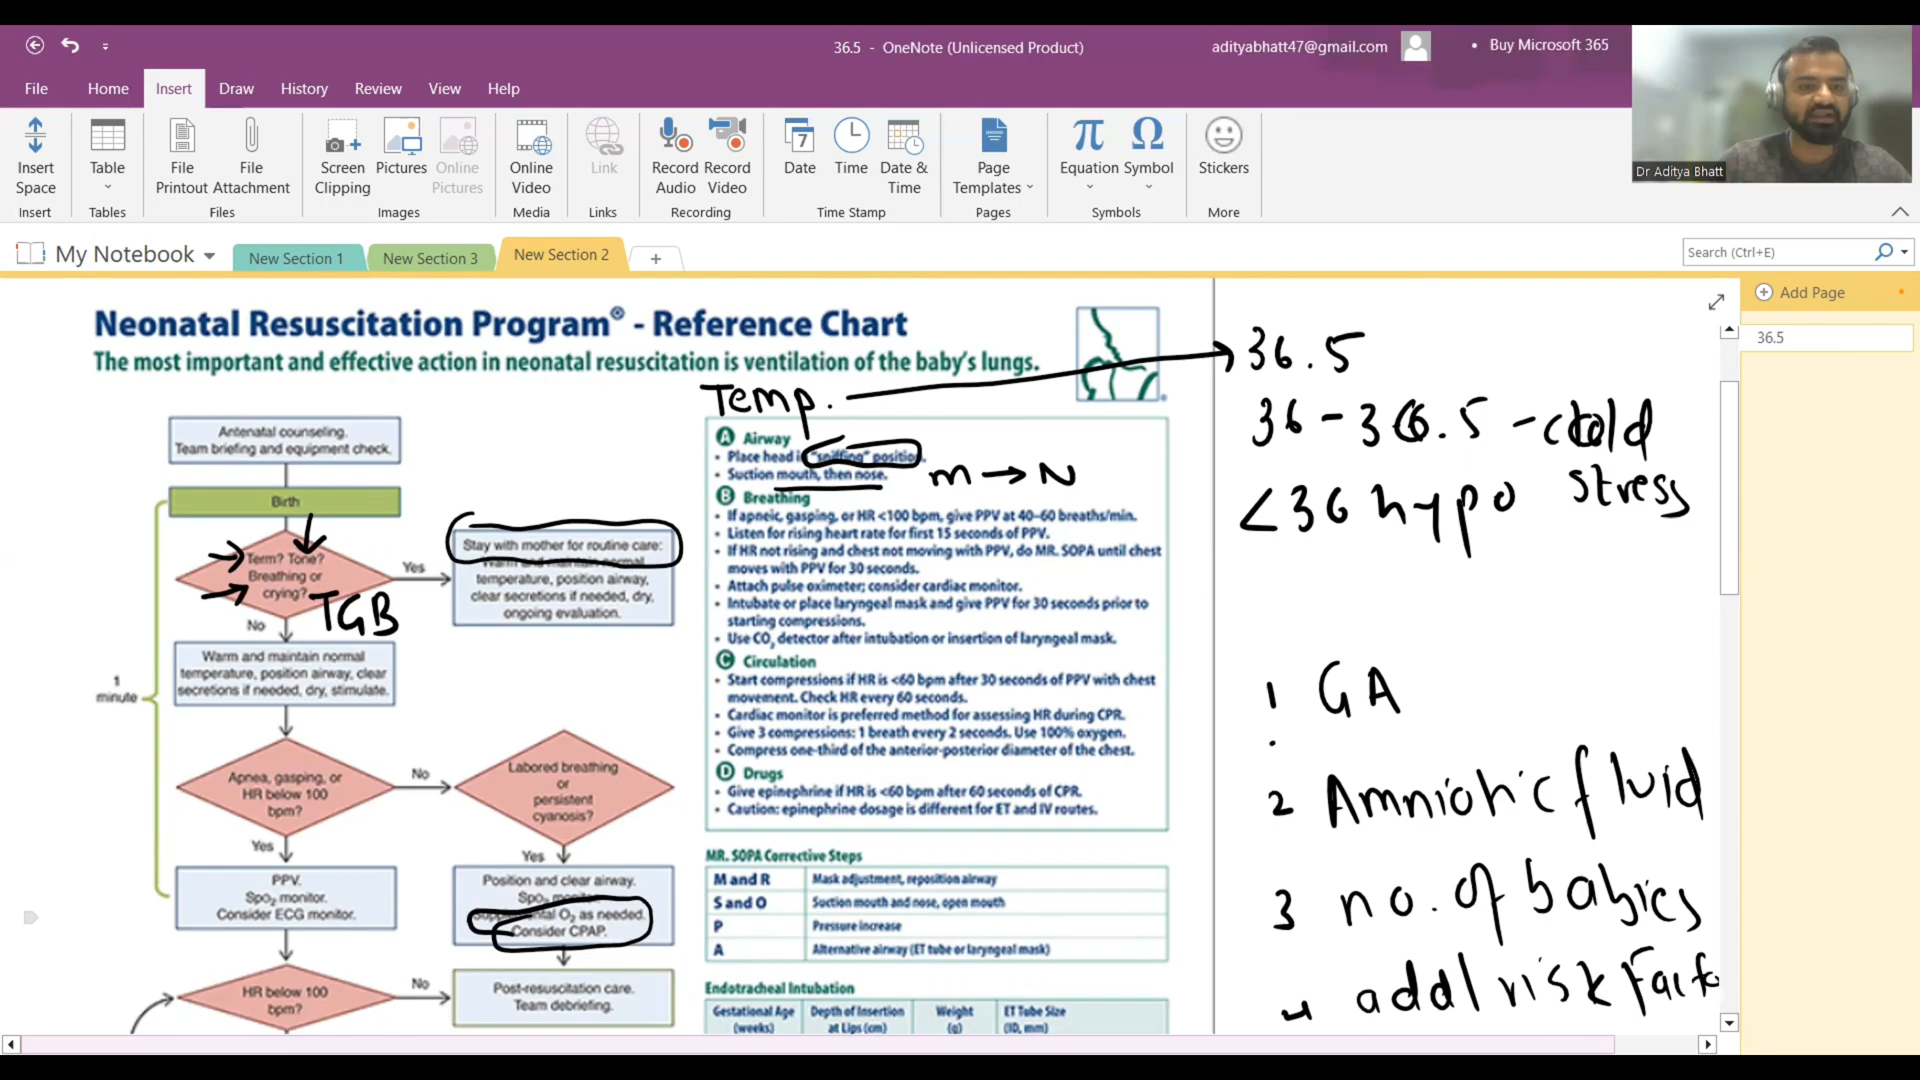 36.5 - OneNote (Unlicensed Product)
adityabhatt47@gmail.com
Buy Microsoft 365
File Home Insert Draw History Review View Help
Insert Space
Table
File Printout
File Attachment
Screen Clipping
Pictures
Online Pictures
Online Video
Link
Record Audio
Record Video
Date
Time
Date & Time
Page Templates
Equation
Symbol
Stickers
Insert Tables Files Images Media Links Recording Time Stamp Pages Symbols More
Dr Aditya Bhatt
My Notebook
New Section 1
New Section 3
New Section 2
Search (Ctrl+E)
Add Page
36.5
Neonatal Resuscitation Program® - Reference Chart
The most important and effective action in neonatal resuscitation is ventilation of the baby's lungs.
Antenatal counseling.
Team briefing and equipment check.
Birth
Term? Tone?
Breathing or
crying?
TGB
Yes
No
Stay with mother for routine care:
Warm and maintain normal
temperature, position airway,
clear secretions if needed, dry,
ongoing evaluation.
1
minute
Warm and maintain normal
temperature, position airway, clear
secretions if needed, dry, stimulate.
Apnea, gasping, or
HR below 100
bpm?
No
Labored breathing
or
persistent
cyanosis?
Yes
Yes
PPV.
Spo₂ monitor.
Consider ECG monitor.
Position and clear airway.
Spo₂ monitor.
Supplemental O₂ as needed.
Consider CPAP.
HR below 100
bpm?
No
Post-resuscitation care.
Team debriefing.
Temp.
A Airway
• Place head in "sniffing" position.
• Suction mouth, then nose.
m → N
B Breathing
• If apneic, gasping, or HR <100 bpm, give PPV at 40–60 breaths/min.
• Listen for rising heart rate for first 15 seconds of PPV.
• If HR not rising and chest not moving with PPV, do MR. SOPA until chest
moves with PPV for 30 seconds.
• Attach pulse oximeter; consider cardiac monitor.
• Intubate or place laryngeal mask and give PPV for 30 seconds prior to
starting compressions.
• Use CO₂ detector after intubation or insertion of laryngeal mask.
C Circulation
• Start compressions if HR is <60 bpm after 30 seconds of PPV with chest
movement. Check HR every 60 seconds.
• Cardiac monitor is preferred method for assessing HR during CPR.
• Give 3 compressions: 1 breath every 2 seconds. Use 100% oxygen.
• Compress one-third of the anterior-posterior diameter of the chest.
D Drugs
• Give epinephrine if HR is <60 bpm after 60 seconds of CPR.
• Caution: epinephrine dosage is different for ET and IV routes.
MR. SOPA Corrective Steps
M and R Mask adjustment, reposition airway
S and O Suction mouth and nose, open mouth
P Pressure increase
A Alternative airway (ET tube or laryngeal mask)
Endotracheal Intubation
Gestational Age (weeks)
Depth of Insertion at Lips (cm)
Weight (g)
ET Tube Size (ID, mm)
36.5
36 - 36.5 - cold
stress
<36 hypo
1 GA
2 Amniotic fluid
3 no. of babies
4 addl risk Facto